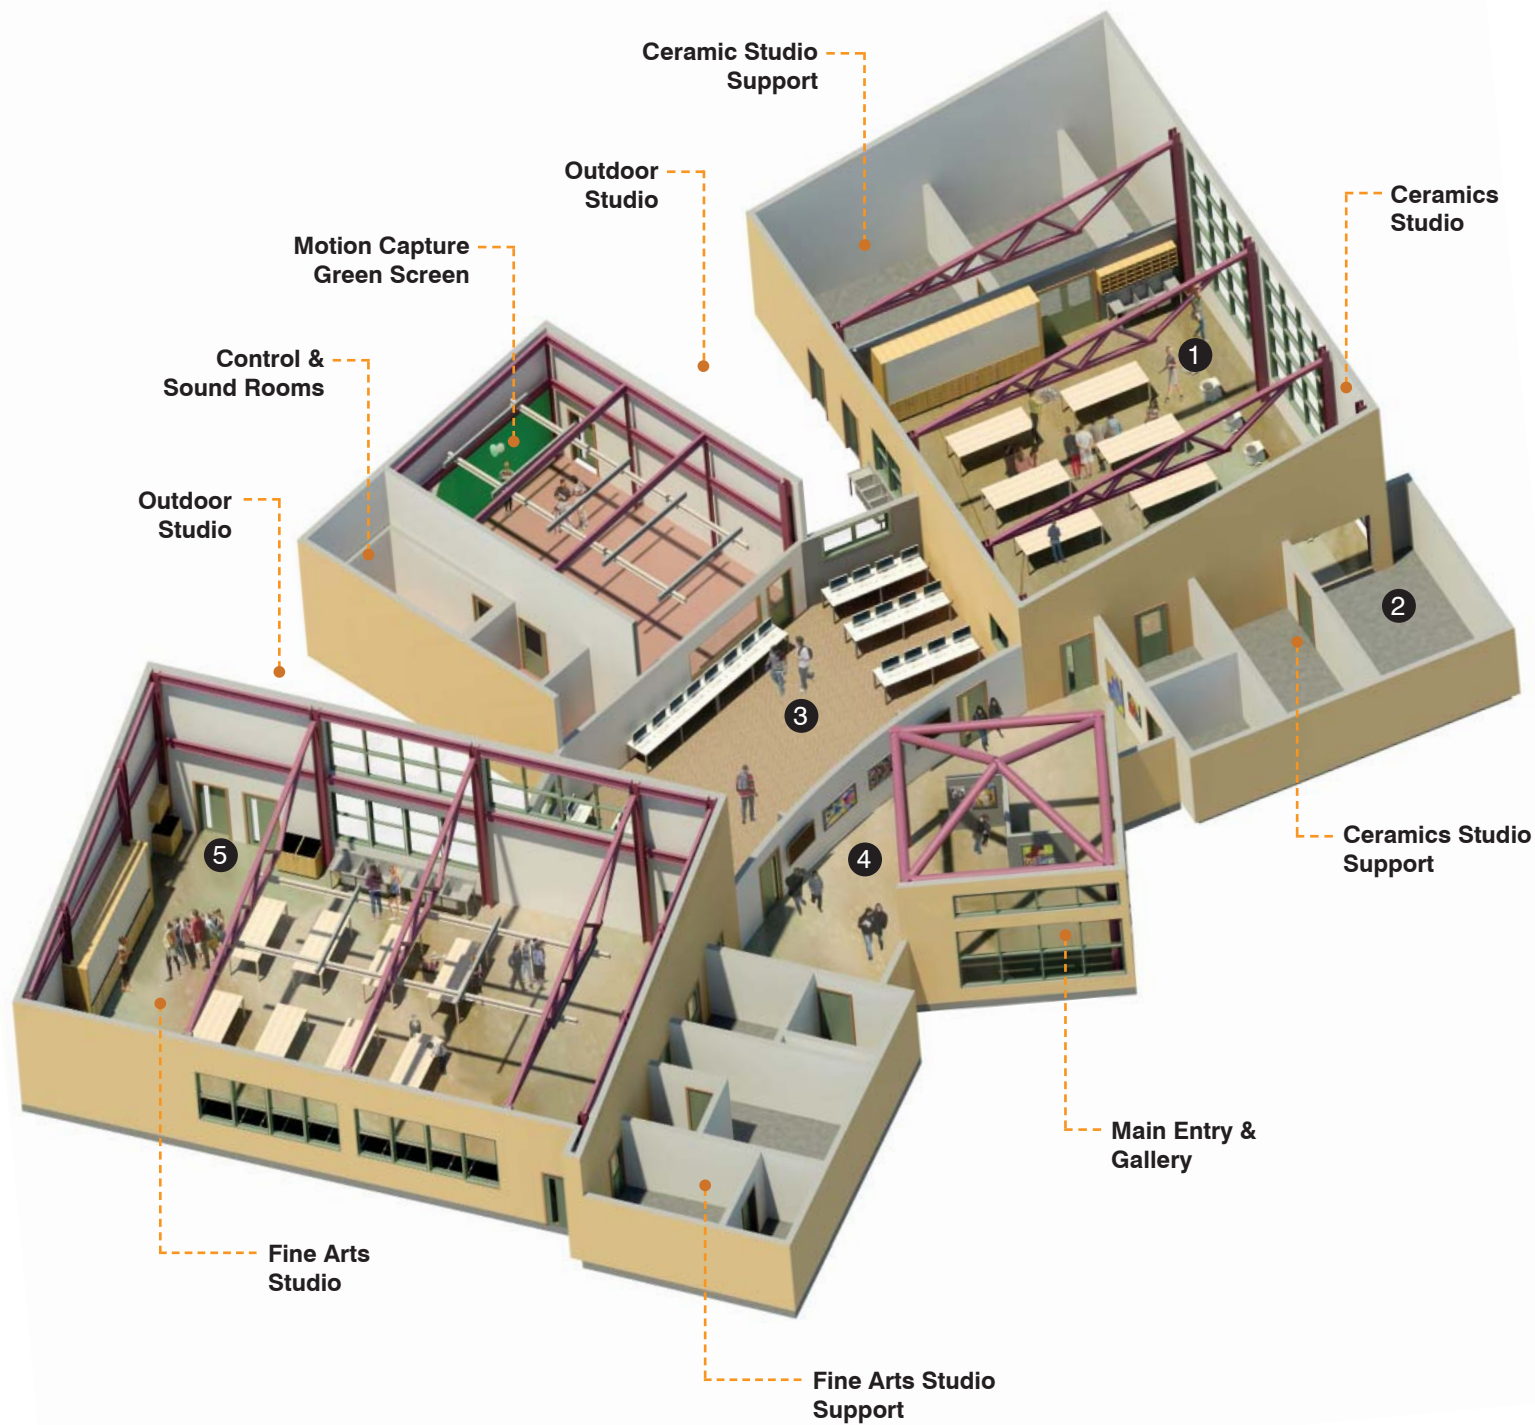 Ceramic Studio
Support
Outdoor
Studio
Ceramics
Studio
Motion Capture
Green Screen
Control &
Sound Rooms
1
Outdoor
Studio
2
3
4
5
Ceramics Studio
Support
Main Entry &
Gallery
Fine Arts
Studio
Fine Arts Studio
Support